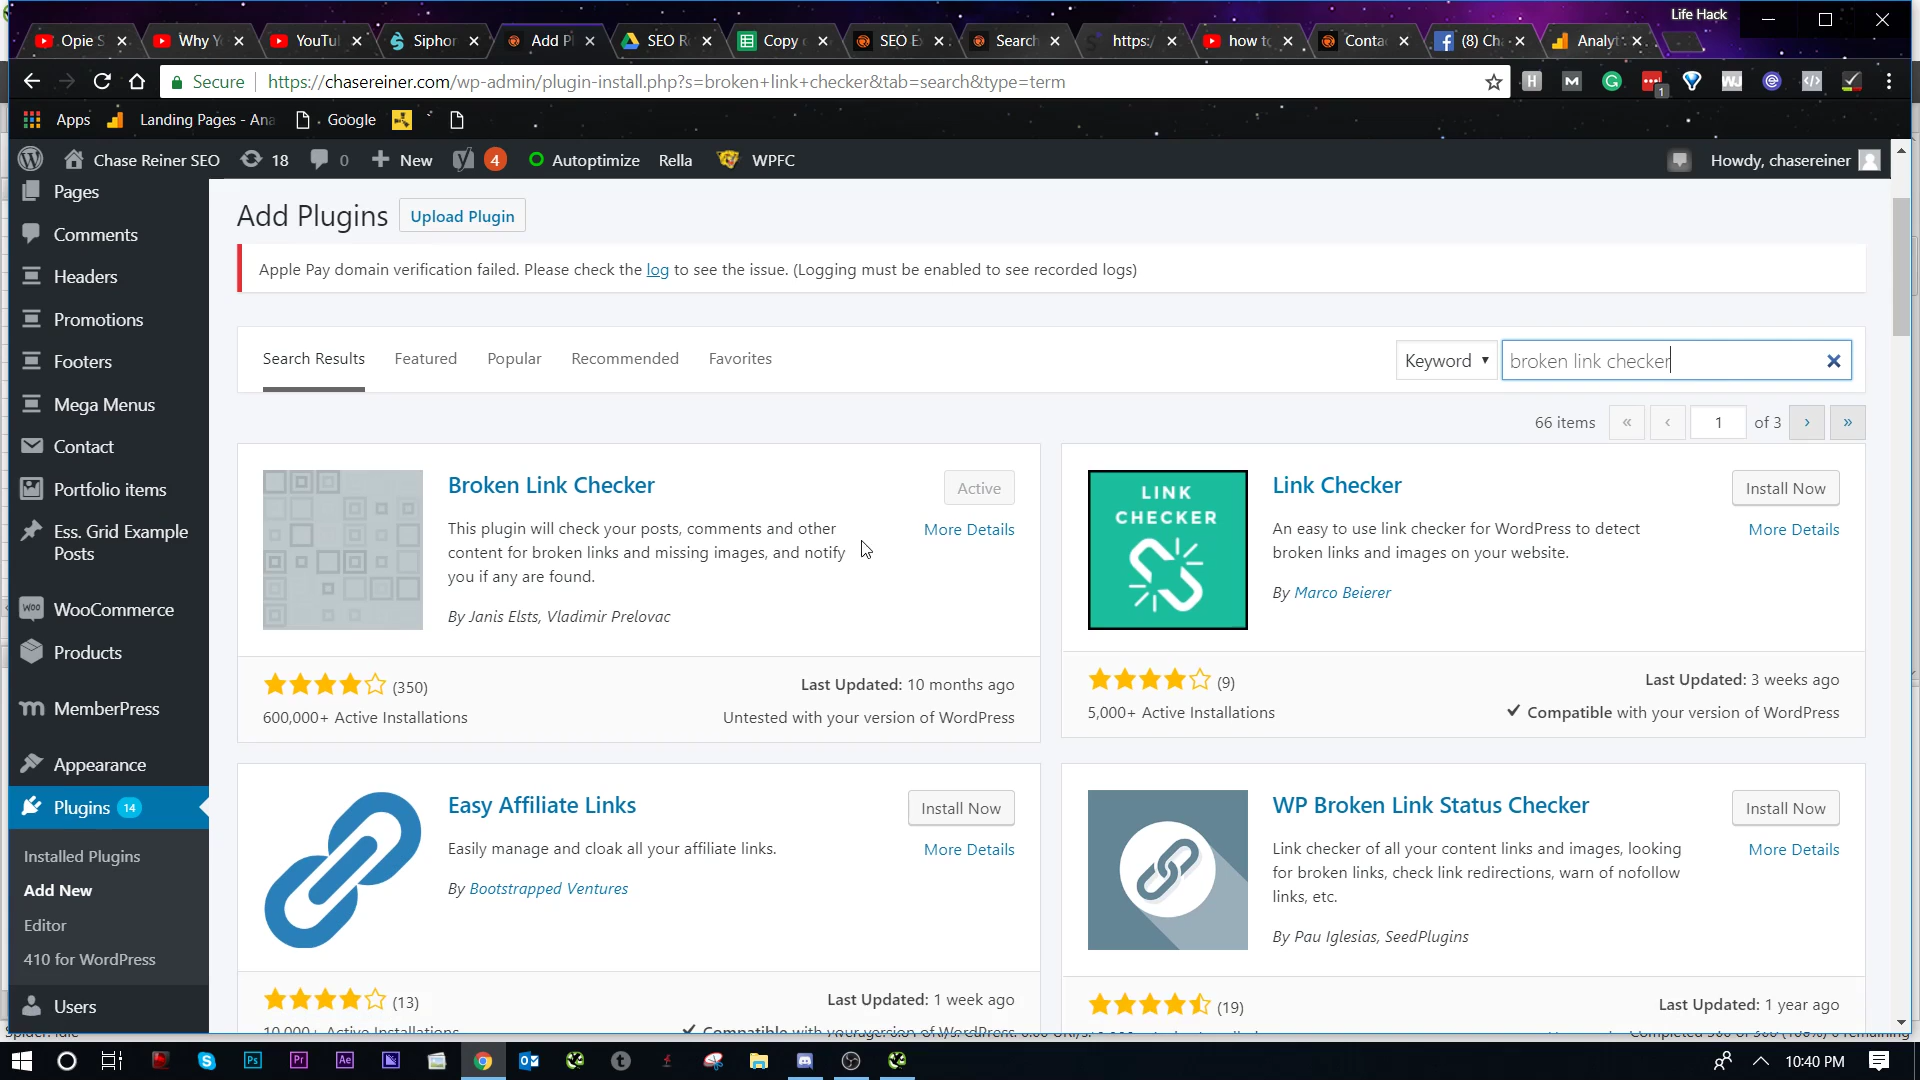 Life Hack
Opie S
Why Y
YouTu
Siphor
Add Pl
SEO R
Copy
SEO E
Search
https:/
how to
Conta
(8) Ch
Analyt
Secure
https://chasereiner.com/wp-admin/plugin-install.php?s=broken+link+checker&tab=search&type=term
1
Apps
Landing Pages - Ana
Google
Chase Reiner SEO
18
0
New
4
Autoptimize
Rella
WPFC
Howdy, chasereiner
Pages
Comments
Headers
Promotions
Footers
Mega Menus
Contact
Portfolio items
Ess. Grid Example
Posts
WooCommerce
Products
MemberPress
Appearance
Plugins 14
Installed Plugins
Add New
Editor
410 for WordPress
Users
Add Plugins
Upload Plugin
Apple Pay domain verification failed. Please check the log to see the issue. (Logging must be enabled to see recorded logs)
Search Results
Featured
Popular
Recommended
Favorites
Keyword
broken link checker
66 items
«
‹
1
of 3
›
»
Broken Link Checker
Active
More Details
This plugin will check your posts, comments and other
content for broken links and missing images, and notify
you if any are found.
By Janis Elsts, Vladimir Prelovac
(350)
Last Updated: 10 months ago
600,000+ Active Installations
Untested with your version of WordPress
LINK
CHECKER
Link Checker
Install Now
More Details
An easy to use link checker for WordPress to detect
broken links and images on your website.
By Marco Beierer
(9)
Last Updated: 3 weeks ago
5,000+ Active Installations
Compatible with your version of WordPress
Easy Affiliate Links
Install Now
More Details
Easily manage and cloak all your affiliate links.
By Bootstrapped Ventures
(13)
Last Updated: 1 week ago
10,000+ Active Installations
Compatible with your version of WordPress
WP Broken Link Status Checker
Install Now
More Details
Link checker of all your content links and images, looking
for broken links, check link redirections, warn of nofollow
links, etc.
By Pau Iglesias, SeedPlugins
(19)
Last Updated: 1 year ago
10:40 PM